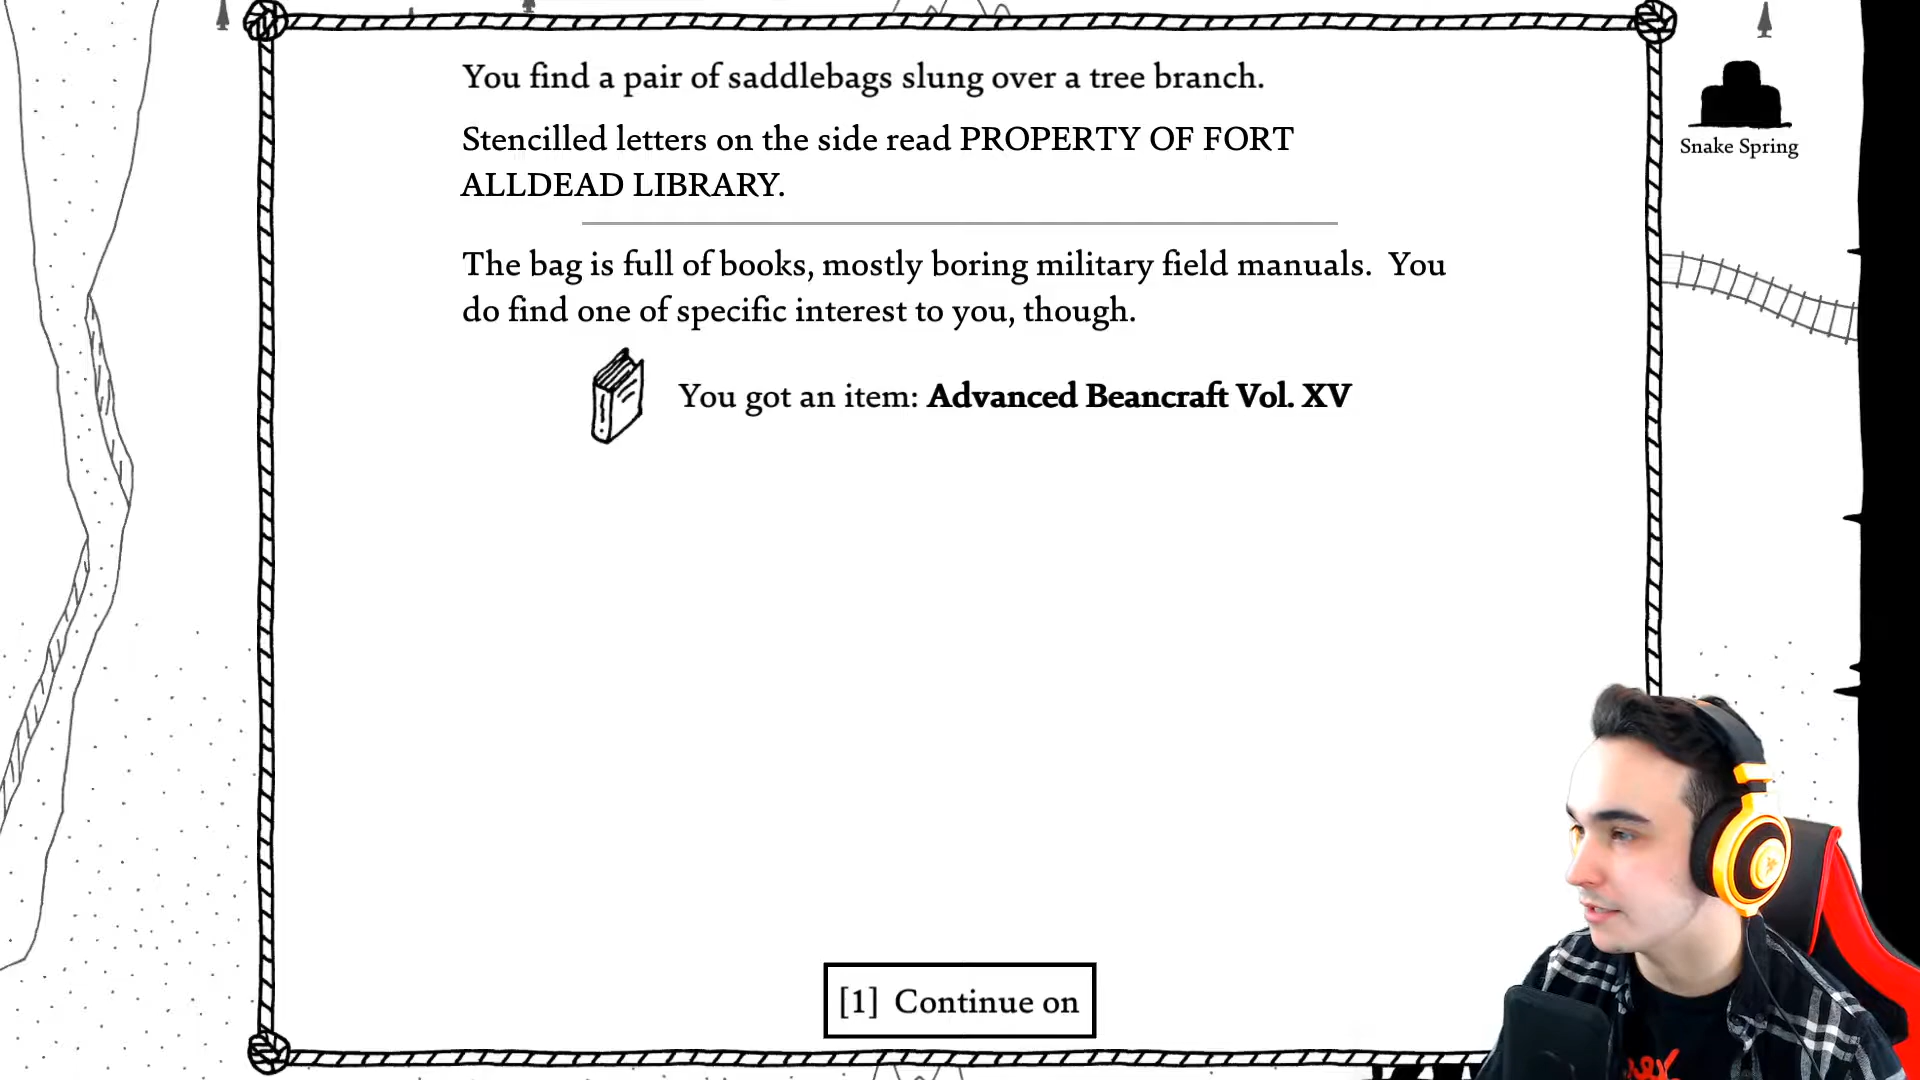 You find a pair of saddlebags slung over a tree branch.
Stencilled letters on the side read PROPERTY OF FORT
ALLDEAD LIBRARY.
Snake Spring
The bag is full of books, mostly boring military field manuals.  You
do find one of specific interest to you, though.
You got an item: Advanced Beancraft Vol. XV
[1] Continue on